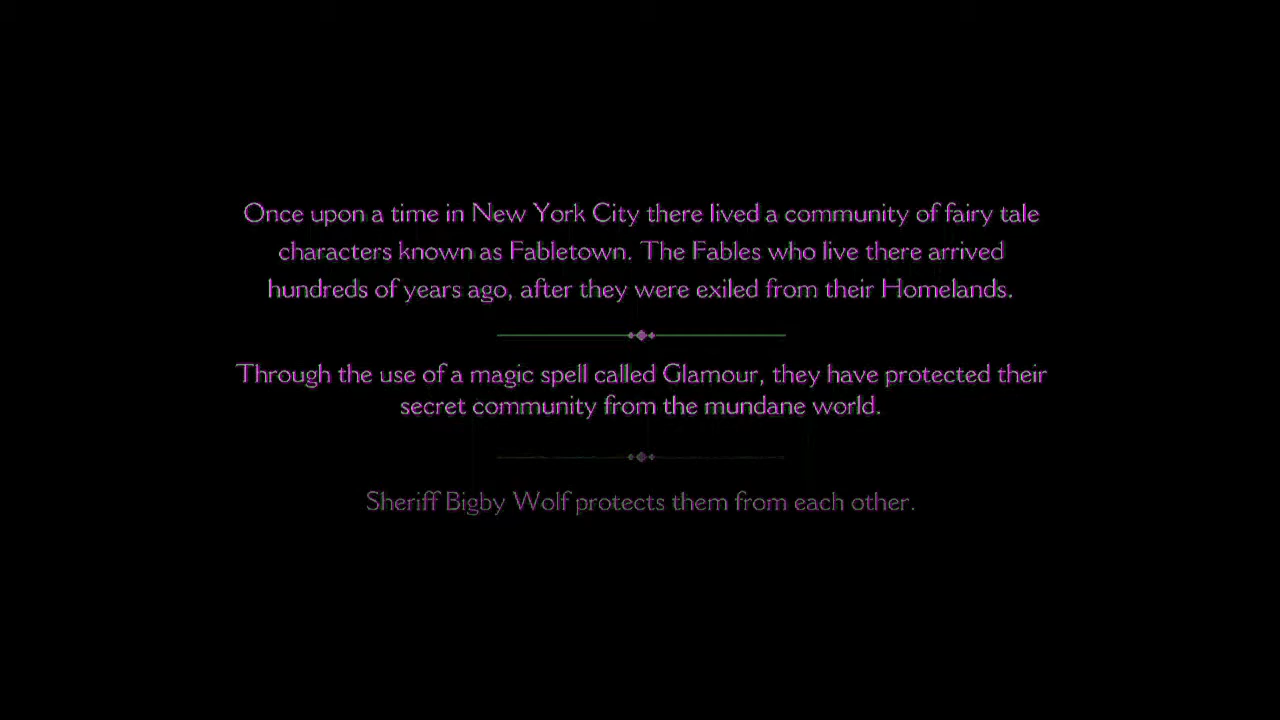 Once upon a time in New York City there lived a community of fairy tale
characters known as Fabletown. The Fables who live there arrived
hundreds of years ago, after they were exiled from their Homelands.
Through the use of a magic spell called Glamour, they have protected their
secret community from the mundane world.
Sheriff Bigby Wolf protects them from each other.